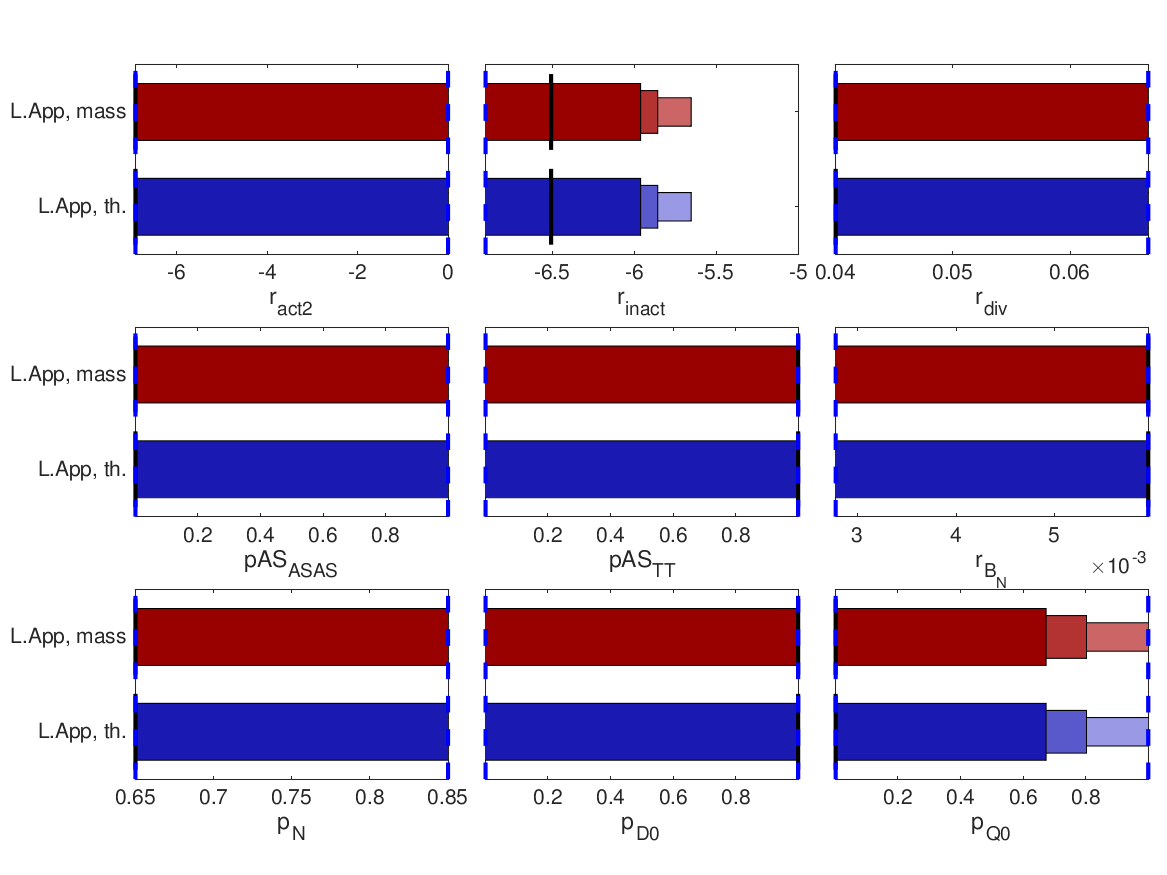 L.App, mass
L.App, th.
-6 -4 -2 0
r_act2
-6.5 -6 -5.5 -5
r_inact
0.04 0.05 0.06
r_div
L.App, mass
L.App, th.
0.2 0.4 0.6 0.8
pAS_ASAS
0.2 0.4 0.6 0.8
pAS_TT
3 4 5
r_B_N
×10^-3
L.App, mass
L.App, th.
0.65 0.7 0.75 0.8 0.85
p_N
0.2 0.4 0.6 0.8
p_D0
0.2 0.4 0.6 0.8
p_Q0